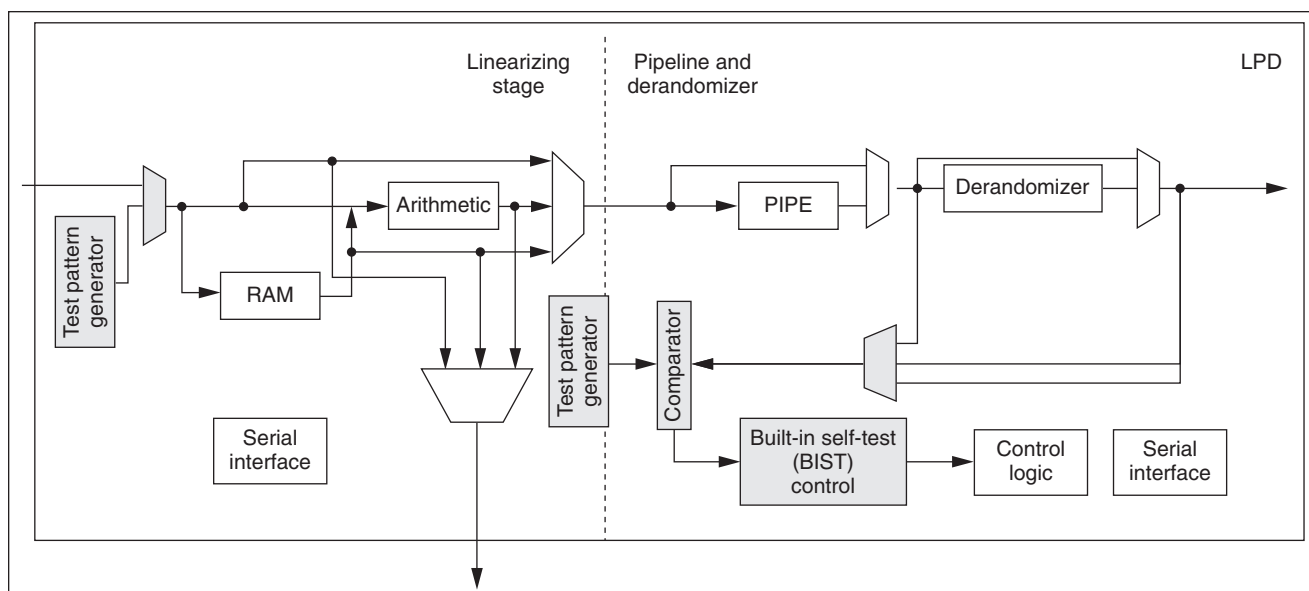 Linearizing
stage
Pipeline and
derandomizer
LPD
Arithmetic
PIPE
Derandomizer
Test pattern
generator
RAM
Test pattern
generator
Comparator
Serial
interface
Built-in self-test
(BIST)
control
Control
logic
Serial
interface